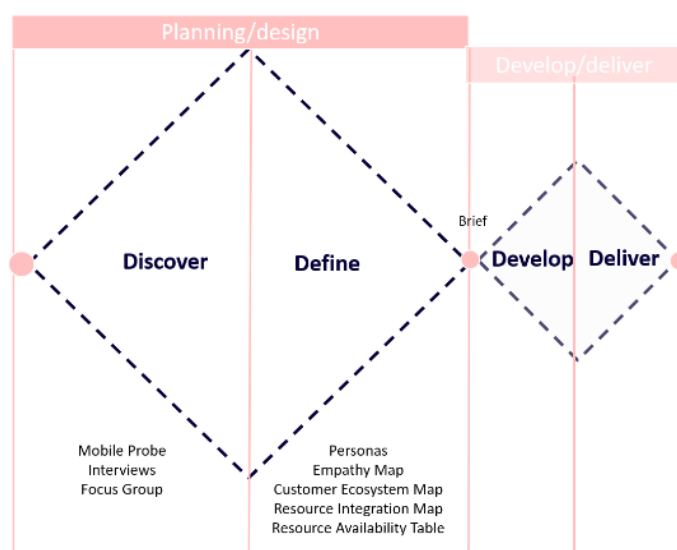 Planning/design
Develop/deliver
Brief
Discover
Define
Develop
Deliver
Mobile Probe
Interviews
Focus Group
Personas
Empathy Map
Customer Ecosystem Map
Resource Integration Map
Resource Availability Table